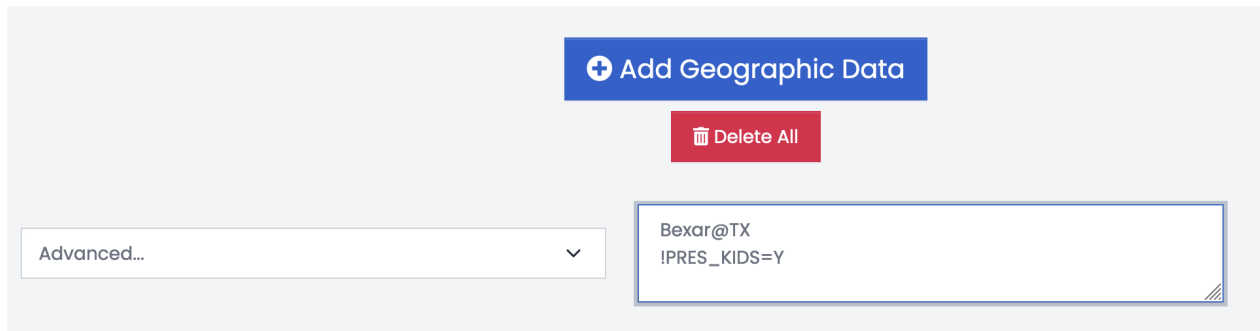 Add Geographic Data
Delete All
Advanced...
Bexar@TX
!PRES_KIDS=Y